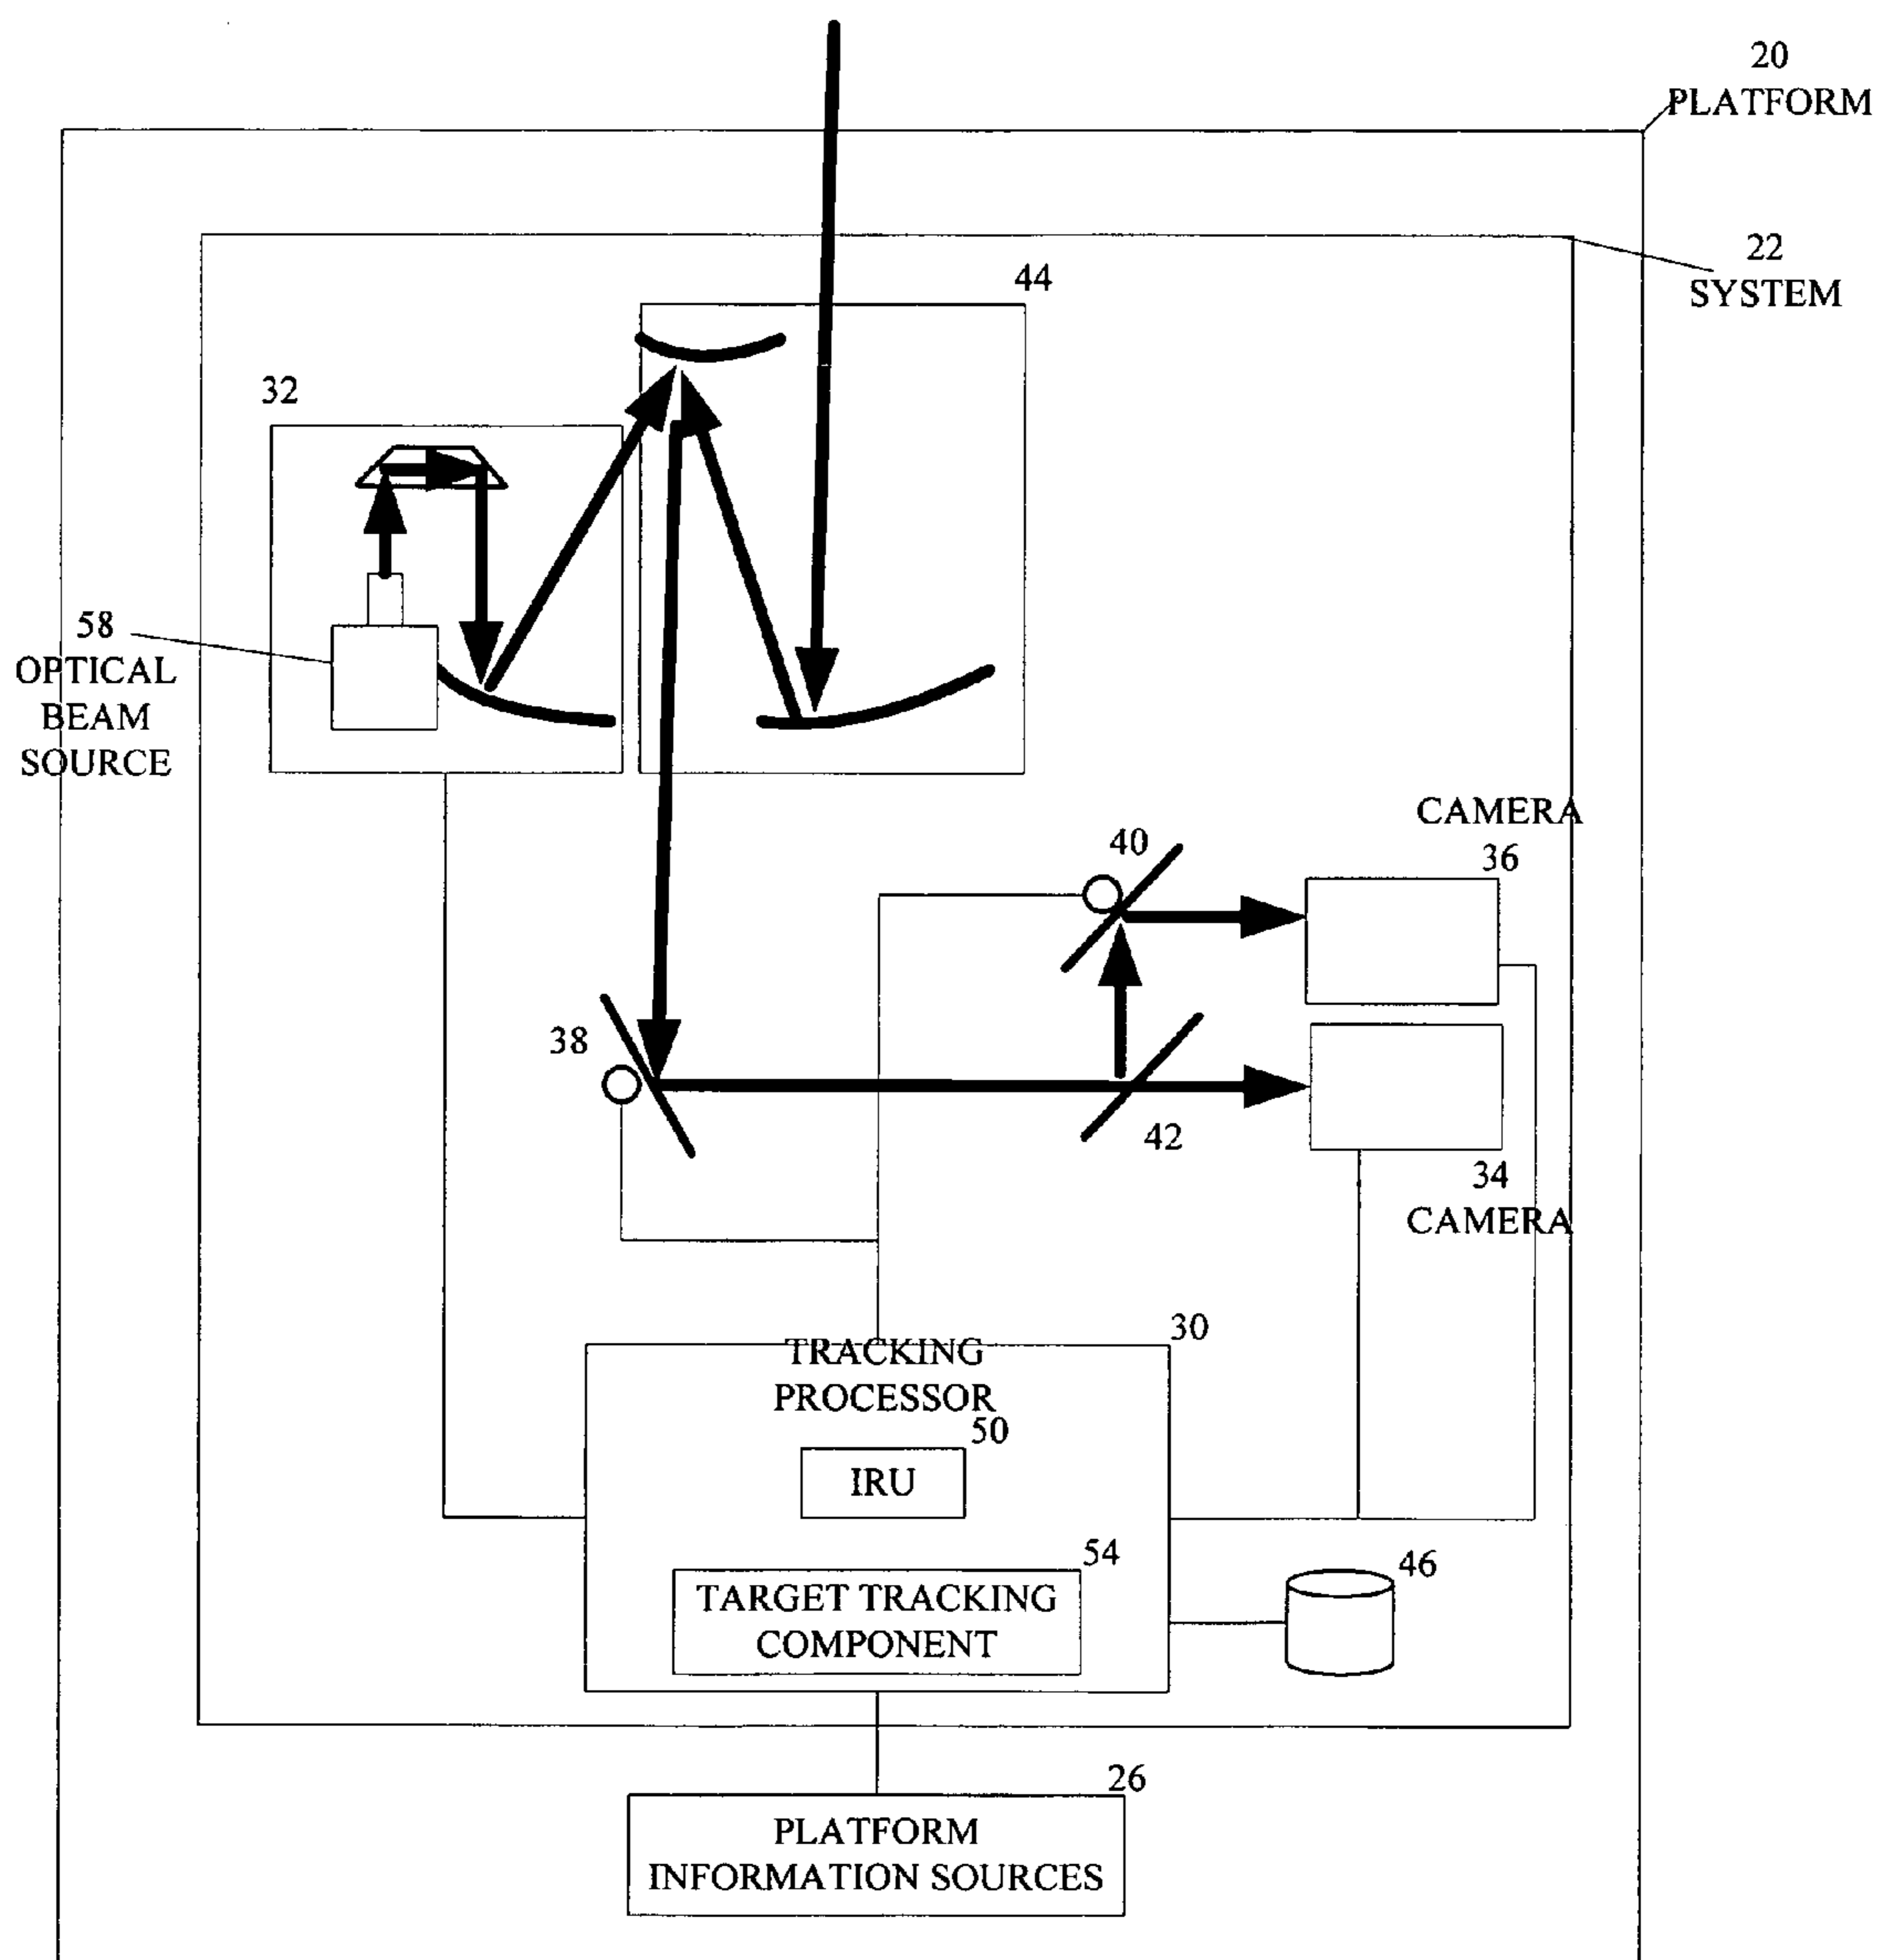 20
PLATFORM
22
SYSTEM
44
32
58
OPTICAL
BEAM
SOURCE
CAMERA
36
40
38
42
34
CAMERA
30
TRACKING
PROCESSOR
50
IRU
54
TARGET TRACKING
COMPONENT
46
26
PLATFORM
INFORMATION SOURCES